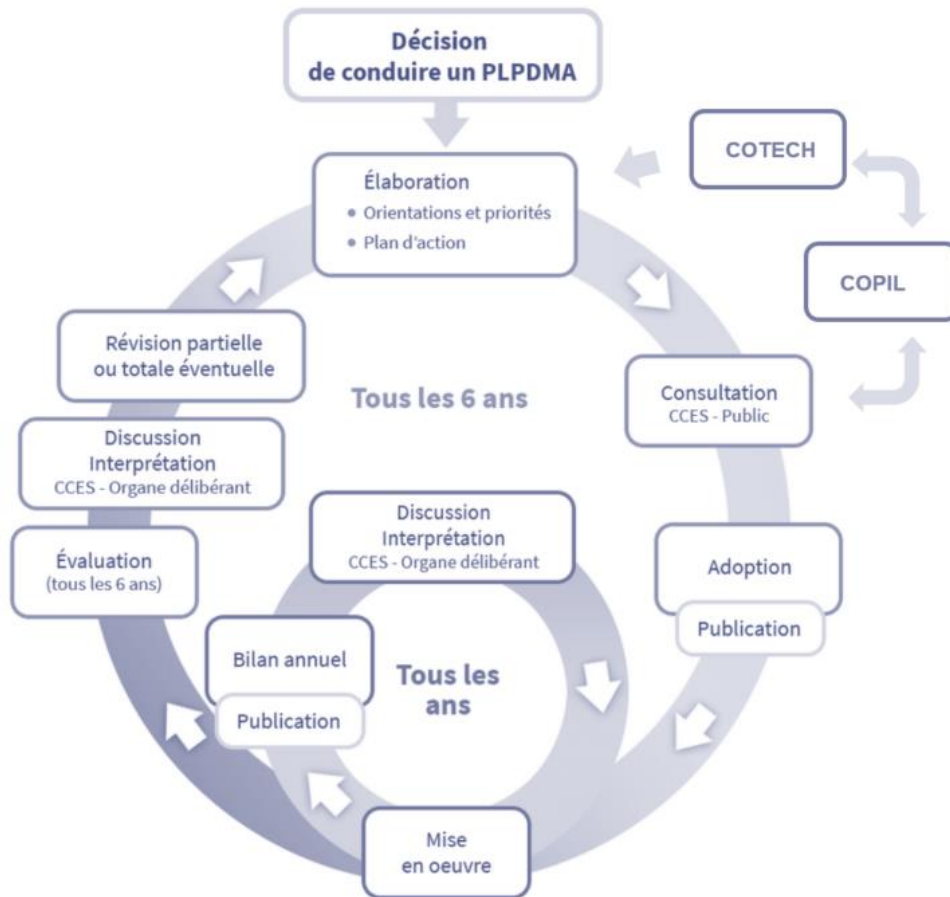 Décision
de conduire un PLPDMA
COTECH
Élaboration
• Orientations et priorités
• Plan d'action
COPIL
Révision partielle
ou totale éventuelle
Tous les 6 ans
Consultation
CCES - Public
Discussion
Interprétation
CCES - Organe délibérant
Discussion
Interprétation
CCES - Organe délibérant
Évaluation
(tous les 6 ans)
Adoption
Publication
Bilan annuel
Publication
Tous les
ans
Mise
en oeuvre